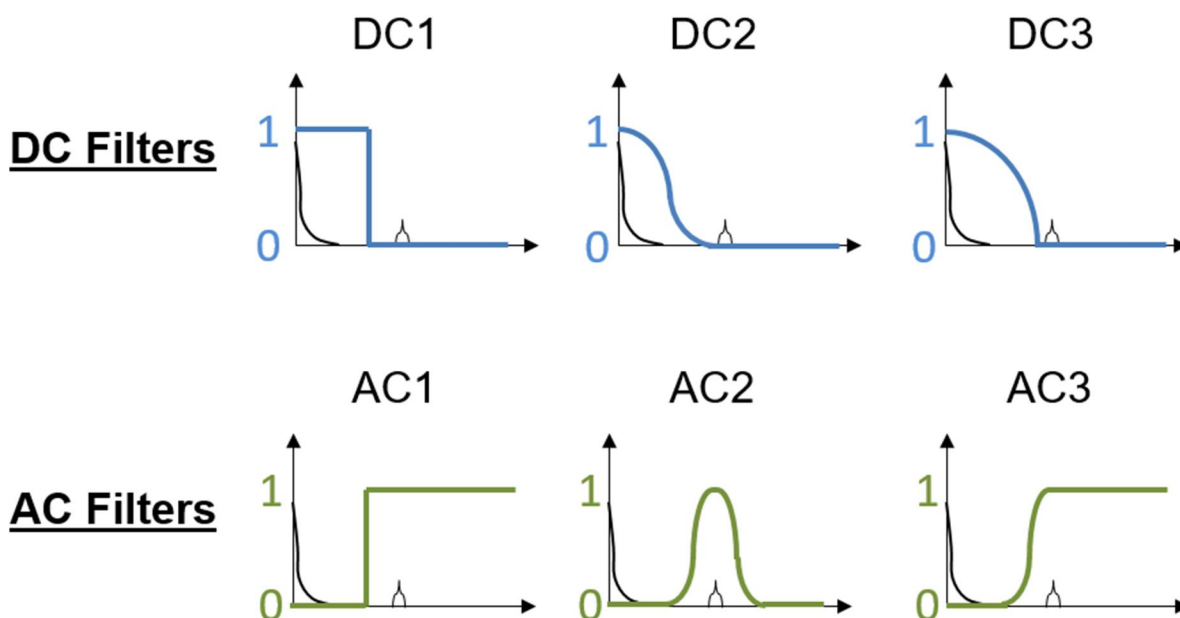 DC1 DC2 DC3
DC Filters
1 1 1
0 0 0
AC1 AC2 AC3
AC Filters
1 1 1
0 0 0